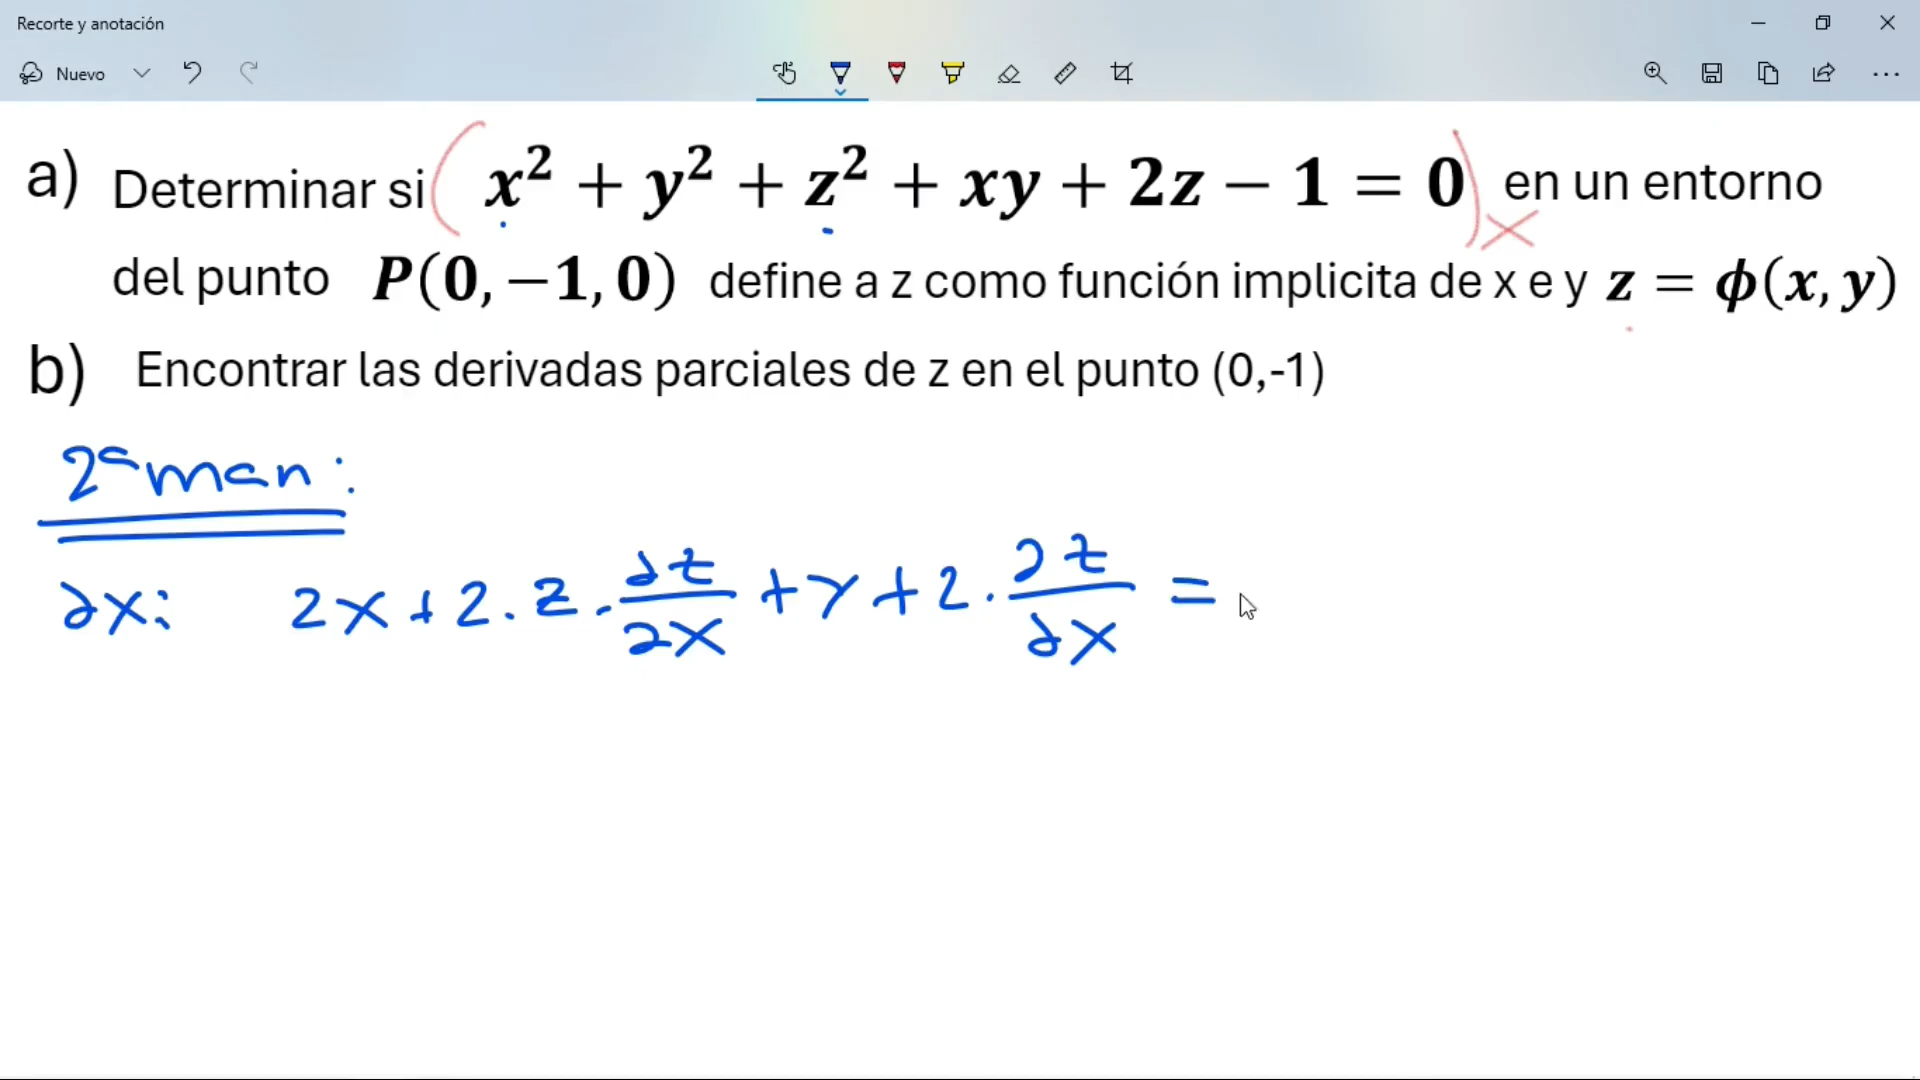 Recorte y anotación
Nuevo
a) Determinar si x² + y² + z² + xy + 2z − 1 = 0 en un entorno
del punto P(0, −1, 0) define a z como función implicita de x e y z = ϕ(x, y)
b) Encontrar las derivadas parciales de z en el punto (0,-1)
2ª man:
∂x: 2x + 2 . z . ∂z/∂x + y + 2 . ∂z/∂x =